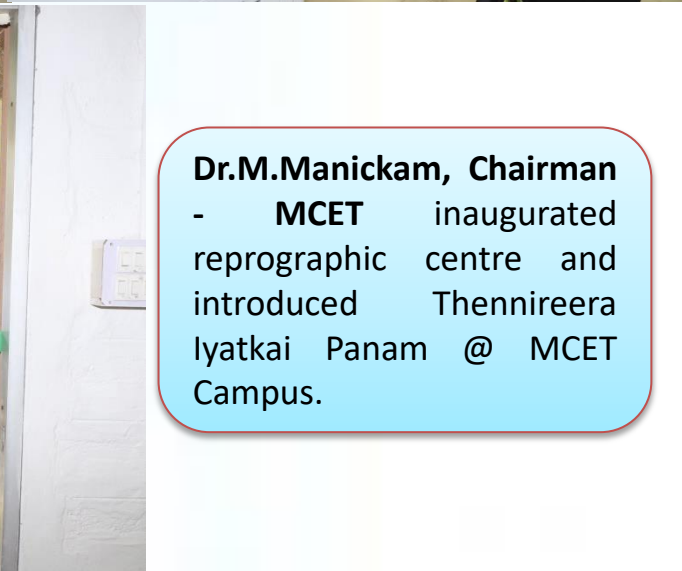 Dr.M.Manickam, Chairman
- MCET inaugurated
reprographic centre and
introduced Thennireera
Iyatkai Panam @ MCET
Campus.